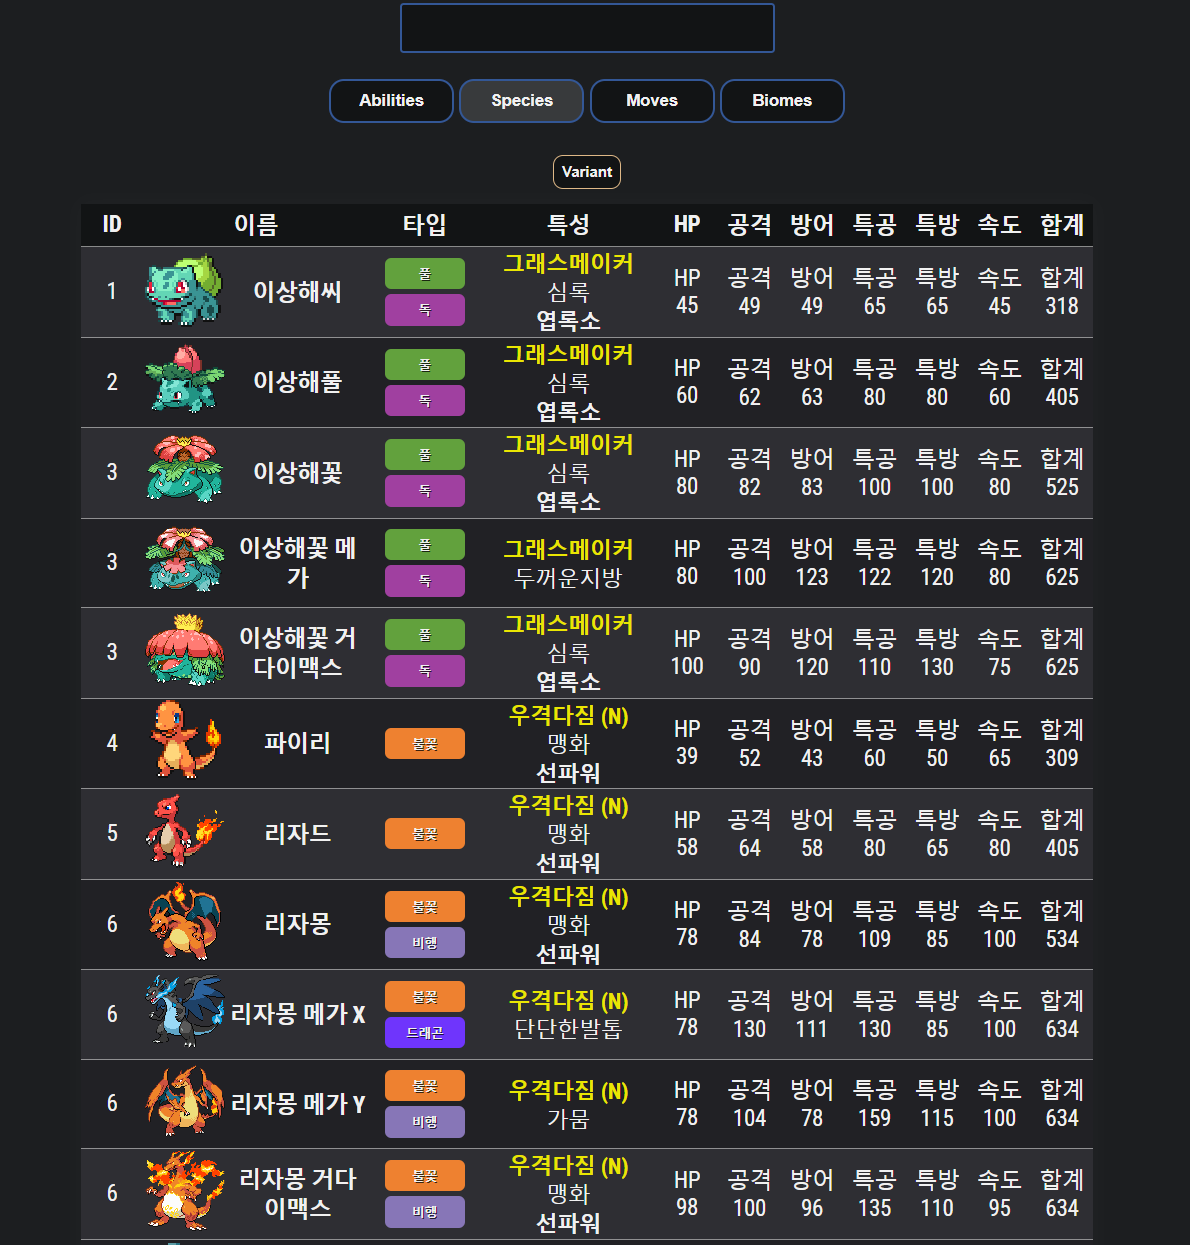 Abilities Species Moves Biomes
Variant
ID 이름 타입 특성 HP 공격 방어 특공 특방 속도 합계
1 이상해씨 풀 독 그래스메이커 심록 엽록소 HP 45 공격 49 방어 49 특공 65 특방 65 속도 45 합계 318
2 이상해풀 풀 독 그래스메이커 심록 엽록소 HP 60 공격 62 방어 63 특공 80 특방 80 속도 60 합계 405
3 이상해꽃 풀 독 그래스메이커 심록 엽록소 HP 80 공격 82 방어 83 특공 100 특방 100 속도 80 합계 525
3 이상해꽃 메가 풀 독 그래스메이커 두꺼운지방 HP 80 공격 100 방어 123 특공 122 특방 120 속도 80 합계 625
3 이상해꽃 거다이맥스 풀 독 그래스메이커 심록 엽록소 HP 100 공격 90 방어 120 특공 110 특방 130 속도 75 합계 625
4 파이리 불꽃 우격다짐 (N) 맹화 선파워 HP 39 공격 52 방어 43 특공 60 특방 50 속도 65 합계 309
5 리자드 불꽃 우격다짐 (N) 맹화 선파워 HP 58 공격 64 방어 58 특공 80 특방 65 속도 80 합계 405
6 리자몽 불꽃 비행 우격다짐 (N) 맹화 선파워 HP 78 공격 84 방어 78 특공 109 특방 85 속도 100 합계 534
6 리자몽 메가 X 불꽃 드래곤 우격다짐 (N) 단단한발톱 HP 78 공격 130 방어 111 특공 130 특방 85 속도 100 합계 634
6 리자몽 메가 Y 불꽃 비행 우격다짐 (N) 가뭄 HP 78 공격 104 방어 78 특공 159 특방 115 속도 100 합계 634
6 리자몽 거다이맥스 불꽃 비행 우격다짐 (N) 맹화 선파워 HP 98 공격 100 방어 96 특공 135 특방 110 속도 95 합계 634